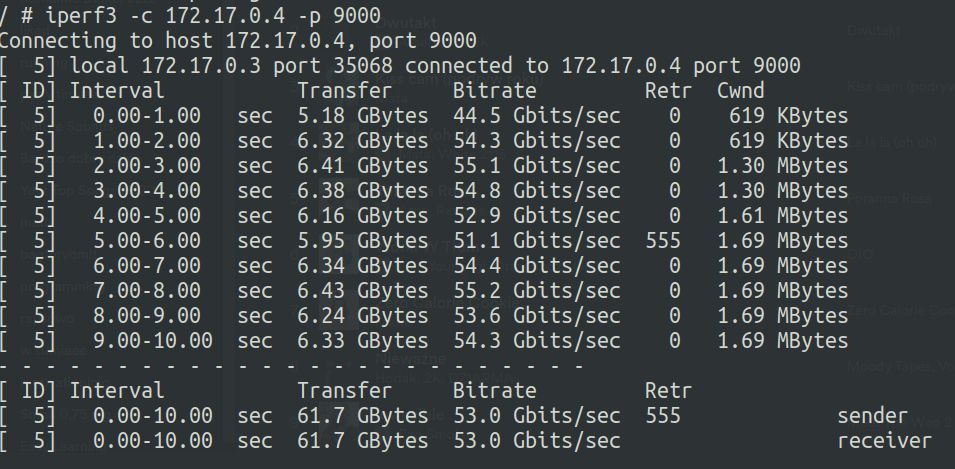 / # iperf3 -c 172.17.0.4 -p 9000
Connecting to host 172.17.0.4, port 9000
[  5] local 172.17.0.3 port 35068 connected to 172.17.0.4 port 9000
[ ID] Interval           Transfer     Bitrate         Retr  Cwnd
[  5]   0.00-1.00   sec  5.18 GBytes  44.5 Gbits/sec    0    619 KBytes
[  5]   1.00-2.00   sec  6.32 GBytes  54.3 Gbits/sec    0    619 KBytes
[  5]   2.00-3.00   sec  6.41 GBytes  55.1 Gbits/sec    0   1.30 MBytes
[  5]   3.00-4.00   sec  6.38 GBytes  54.8 Gbits/sec    0   1.30 MBytes
[  5]   4.00-5.00   sec  6.16 GBytes  52.9 Gbits/sec    0   1.61 MBytes
[  5]   5.00-6.00   sec  5.95 GBytes  51.1 Gbits/sec  555   1.69 MBytes
[  5]   6.00-7.00   sec  6.34 GBytes  54.4 Gbits/sec    0   1.69 MBytes
[  5]   7.00-8.00   sec  6.43 GBytes  55.2 Gbits/sec    0   1.69 MBytes
[  5]   8.00-9.00   sec  6.24 GBytes  53.6 Gbits/sec    0   1.69 MBytes
[  5]   9.00-10.00  sec  6.33 GBytes  54.3 Gbits/sec    0   1.69 MBytes
- - - - - - - - - - - - - - - - - - - - - - - - -
[ ID] Interval           Transfer     Bitrate         Retr
[  5]   0.00-10.00  sec  61.7 GBytes  53.0 Gbits/sec  555             sender
[  5]   0.00-10.00  sec  61.7 GBytes  53.0 Gbits/sec                  receiver